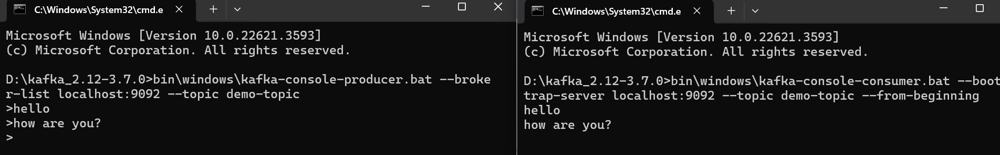 C:\Windows\System32\cmd.e
Microsoft Windows [Version 10.0.22621.3593]
(c) Microsoft Corporation. All rights reserved.
D:\kafka_2.12-3.7.0>bin\windows\kafka-console-producer.bat --broke
r-list localhost:9092 --topic demo-topic
>hello
>how are you?
>
C:\Windows\System32\cmd.e
Microsoft Windows [Version 10.0.22621.3593]
(c) Microsoft Corporation. All rights reserved.
D:\kafka_2.12-3.7.0>bin\windows\kafka-console-consumer.bat --boot
trap-server localhost:9092 --topic demo-topic --from-beginning
hello
how are you?